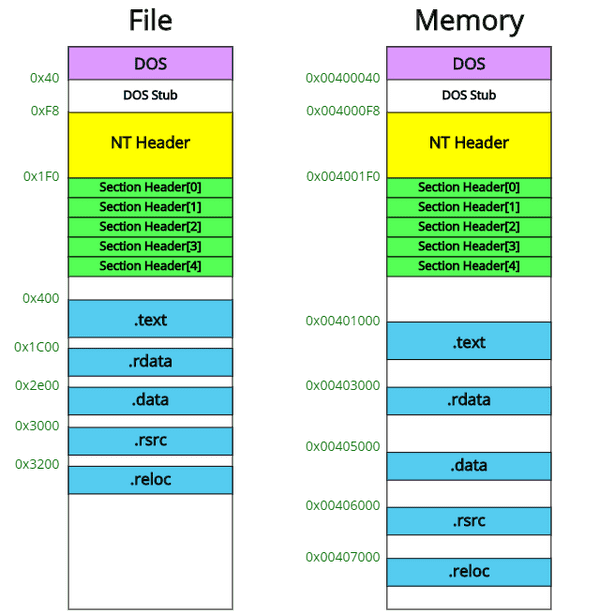 File
DOS
0x40
DOS Stub
0xF8
NT Header
0x1F0
Section Header[0]
Section Header[1]
Section Header[2]
Section Header[3]
Section Header[4]
0x400
.text
0x1C00
.rdata
0x2e00
.data
0x3000
.rsrc
0x3200
.reloc
Memory
DOS
0x00400040
DOS Stub
0x004000F8
NT Header
0x004001F0
Section Header[0]
Section Header[1]
Section Header[2]
Section Header[3]
Section Header[4]
0x00401000
.text
0x00403000
.rdata
0x00405000
.data
0x00406000
.rsrc
0x00407000
.reloc